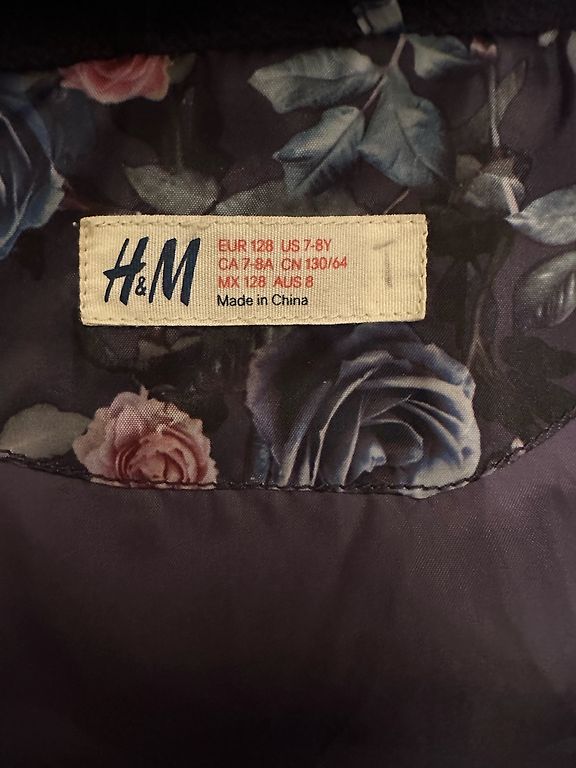 H&M
EUR 128 US 7-8Y
CA 7-8A CN 130/64
MX 128 AUS 8
Made in China